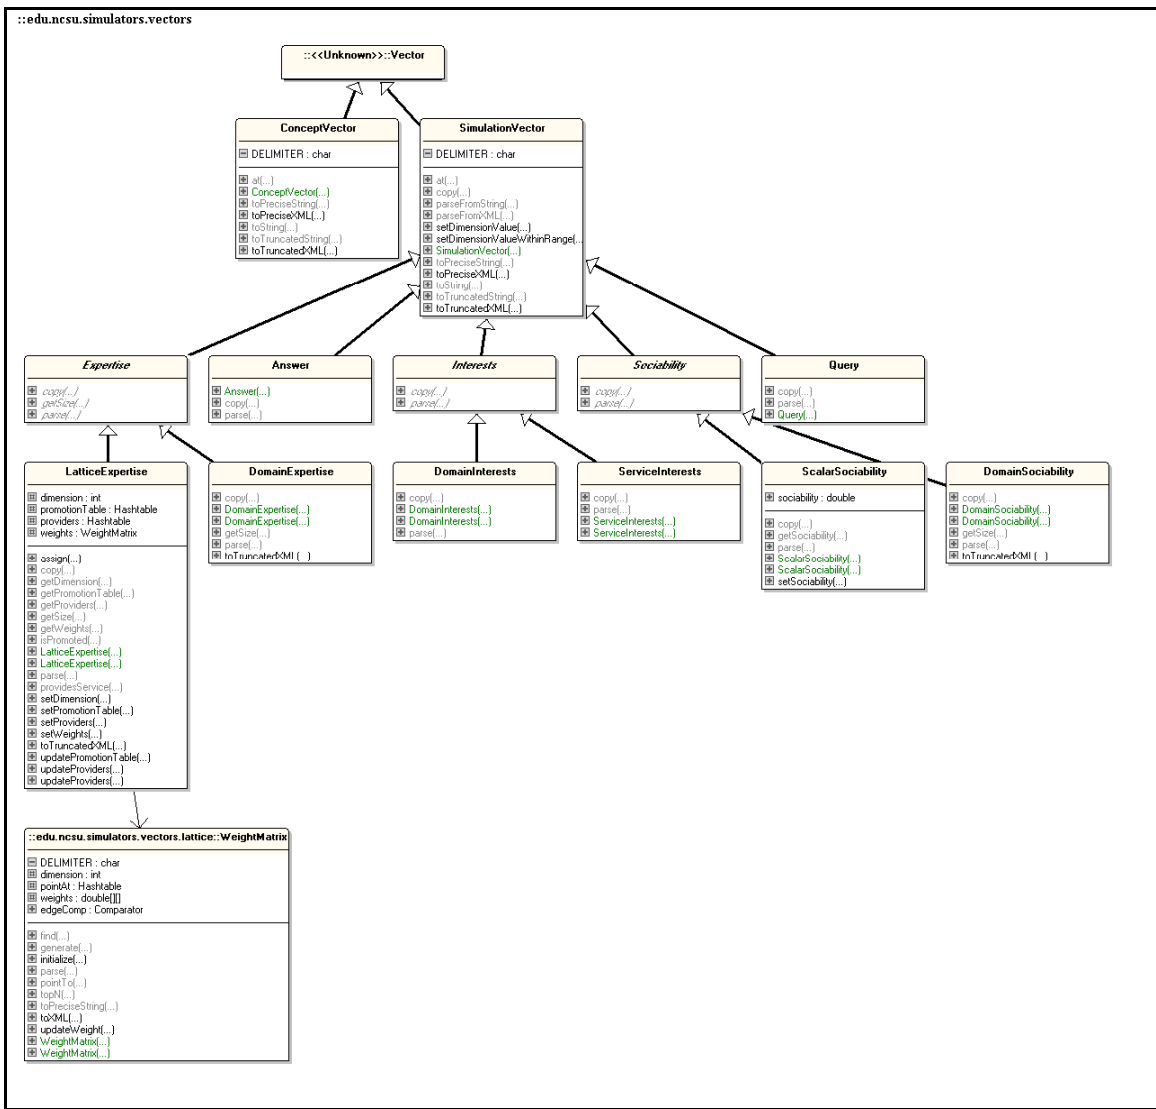 ::edu.ncsu.simulators.vectors
::<<Unknown>>::Vector
ConceptVector
DELIMITER : char
at(...)
ConceptVector(...)
toPreciseString(...)
toPreciseXML(...)
toString(...)
toTruncatedString(...)
toTruncatedXML(...)
SimulationVector
DELIMITER : char
at(...)
copy(...)
parseFromString(...)
parseFromXML(...)
setDimensionValue(...)
setDimensionValueWithinRange(...
SimulationVector(...)
toPreciseString(...)
toPreciseXML(...)
toString(...)
toTruncatedString(...)
toTruncatedXML(...)
Expertise
copy(...)
getSize(...)
parse(...)
Answer
Answer(...)
copy(...)
parse(...)
Interests
copy(...)
parse(...)
Sociability
copy(...)
parse(...)
Query
copy(...)
parse(...)
Query(...)
LatticeExpertise
dimension : int
promotionTable : Hashtable
providers : Hashtable
weights : WeightMatrix
assign(...)
copy(...)
getDimension(...)
getPromotionTable(...)
getProviders(...)
getSize(...)
getWeights(...)
isPromoted(...)
LatticeExpertise(...)
LatticeExpertise(...)
parse(...)
providesService(...)
setDimension(...)
setPromotionTable(...)
setProviders(...)
setWeights(...)
toTruncatedXML(...)
updatePromotionTable(...)
updateProviders(...)
updateProviders(...)
DomainExpertise
copy(...)
DomainExpertise(...)
DomainExpertise(...)
getSize(...)
parse(...)
toTruncatedXML(...)
DomainInterests
copy(...)
DomainInterests(...)
DomainInterests(...)
parse(...)
ServiceInterests
copy(...)
parse(...)
ServiceInterests(...)
ServiceInterests(...)
ScalarSociability
sociability : double
copy(...)
getSociability(...)
parse(...)
ScalarSociability(...)
ScalarSociability(...)
setSociability(...)
DomainSociability
copy(...)
DomainSociability(...)
DomainSociability(...)
getSize(...)
parse(...)
toTruncatedXML(...)
::edu.ncsu.simulators.vectors.lattice::WeightMatrix
DELIMITER : char
dimension : int
pointAt : Hashtable
weights : double[][]
edgeComp : Comparator
find(...)
generate(...)
initialize(...)
parse(...)
pointTo(...)
topN(...)
toPreciseString(...)
toXML(...)
updateWeight(...)
WeightMatrix(...)
WeightMatrix(...)